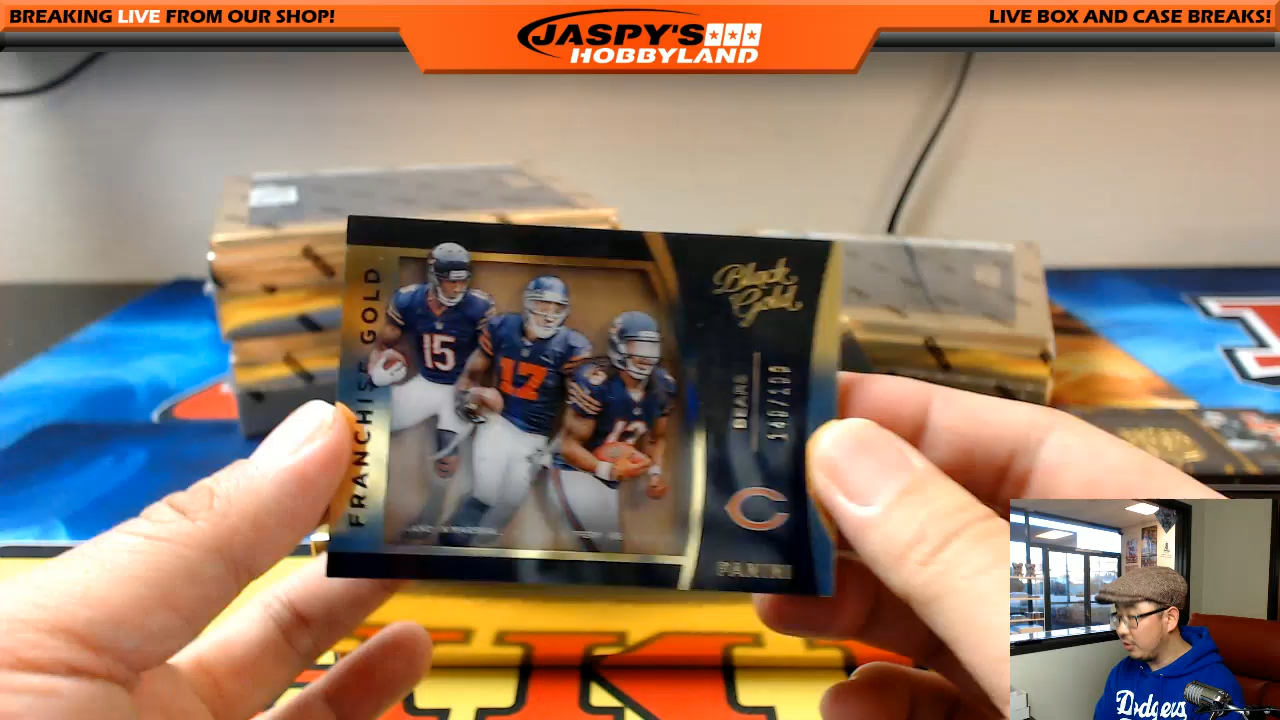 BREAKING LIVE FROM OUR SHOP!
JASPY'S
HOBBYLAND
LIVE BOX AND CASE BREAKS!
FRANCHISE GOLD
15
17
Black
Gold
BEARS
PANINI
Dodgers